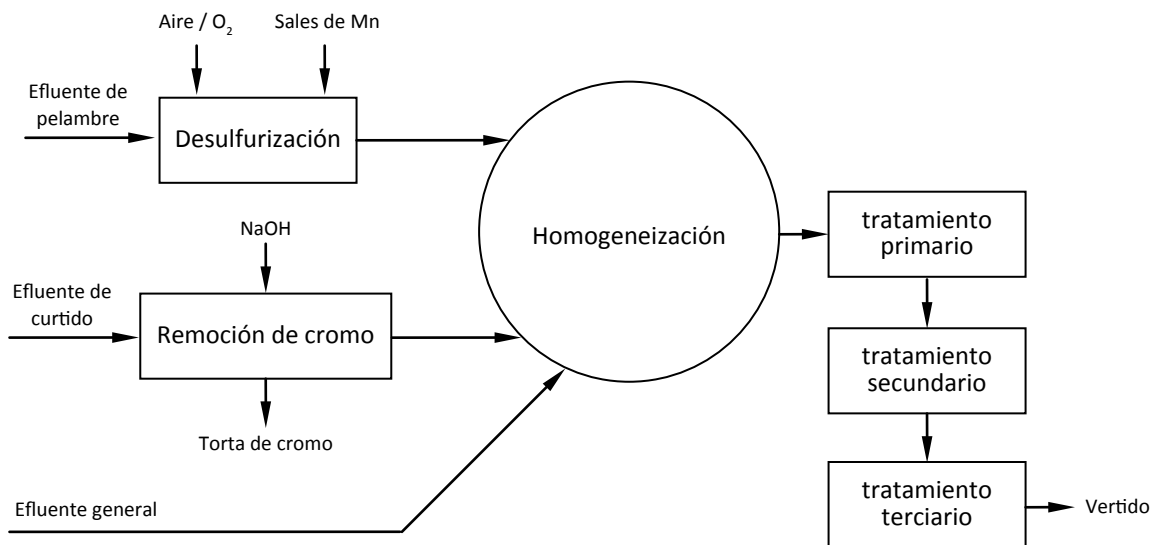 Aire / O₂
Sales de Mn
Efluente de
pelambre
Desulfurización
Homogeneización
NaOH
Efluente de
curtido
Remoción de cromo
Torta de cromo
Efluente general
tratamiento
primario
tratamiento
secundario
tratamiento
terciario
Vertido